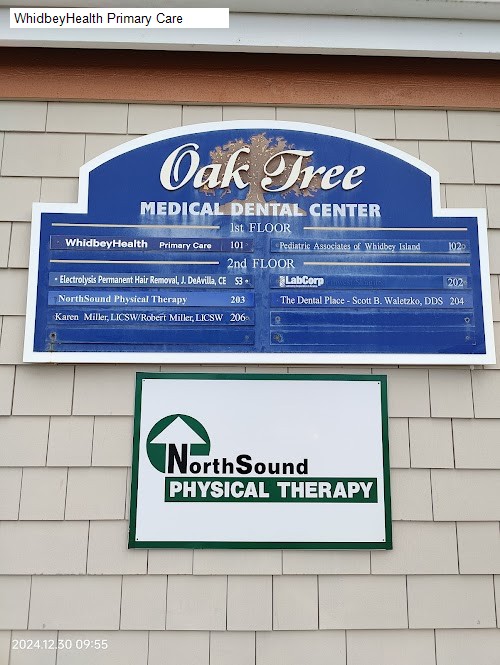 WhidbeyHealth Primary Care
Oak Tree
MEDICAL DENTAL CENTER
1st FLOOR
WhidbeyHealth Primary Care 101
Pediatric Associates of Whidbey Island 102
2nd FLOOR
Electrolysis Permanent Hair Removal, J. DeAvilla, CE 53
LabCorp 202
NorthSound Physical Therapy 203
The Dental Place - Scott B. Waletzko, DDS 204
Karen Miller, LICSW/Robert Miller, LICSW 206
NorthSound
PHYSICAL THERAPY
2024.12.30 09:55